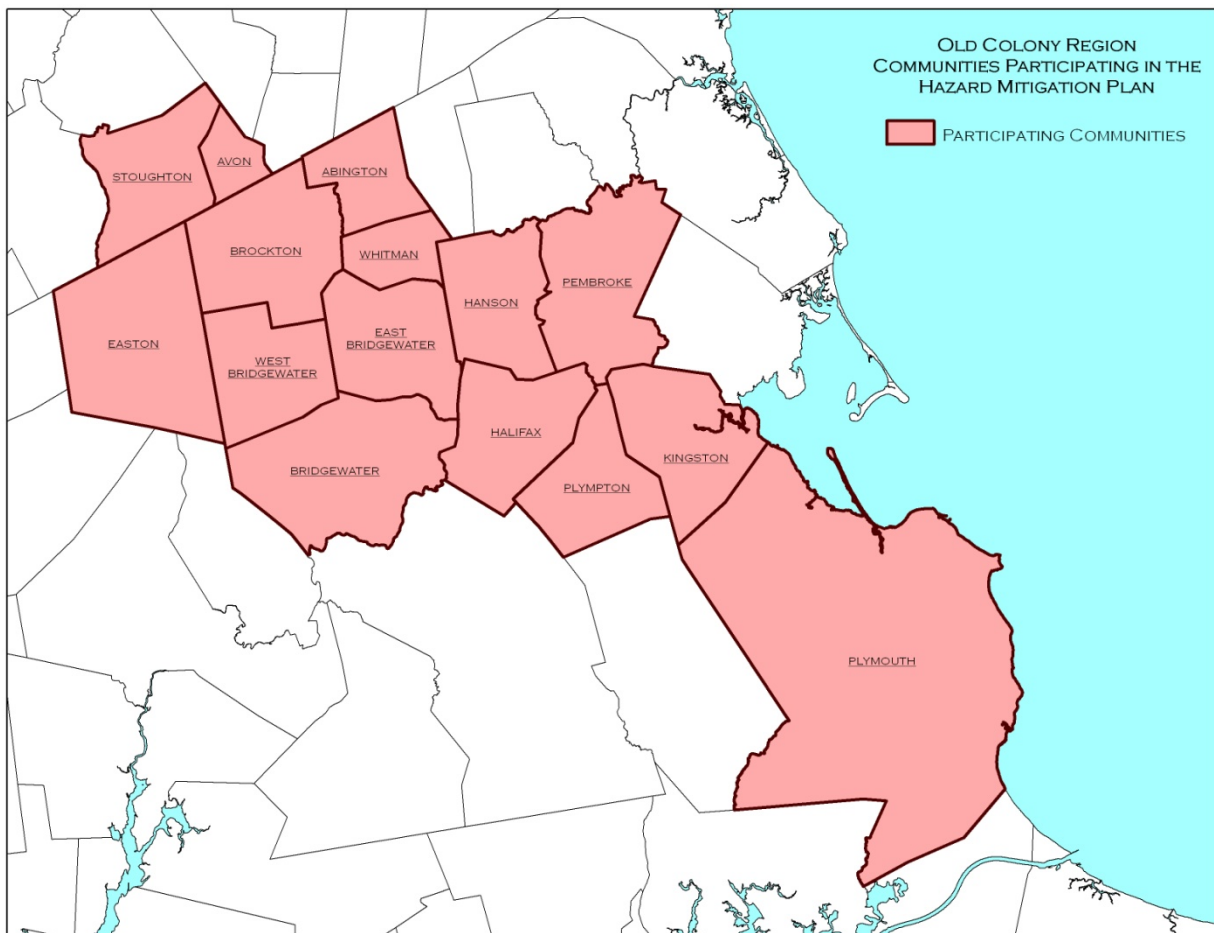 OLD COLONY REGION
COMMUNITIES PARTICIPATING IN THE
HAZARD MITIGATION PLAN
PARTICIPATING COMMUNITIES
STOUGHTON
AVON
ABINGTON
BROCKTON
WHITMAN
HANSON
PEMBROKE
EASTON
WEST
BRIDGEWATER
EAST
BRIDGEWATER
BRIDGEWATER
HALIFAX
PLYMPTON
KINGSTON
PLYMOUTH